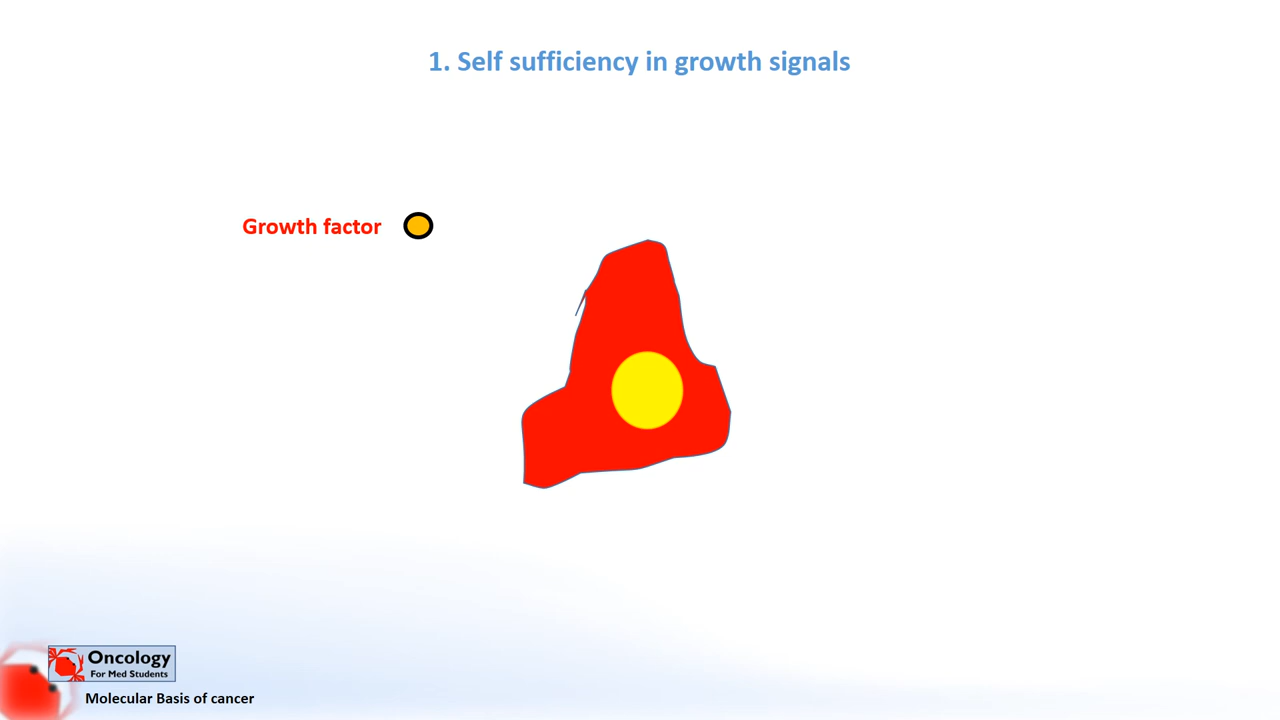 1. Self sufficiency in growth signals
Growth factor
Oncology
For Med Students
Molecular Basis of cancer